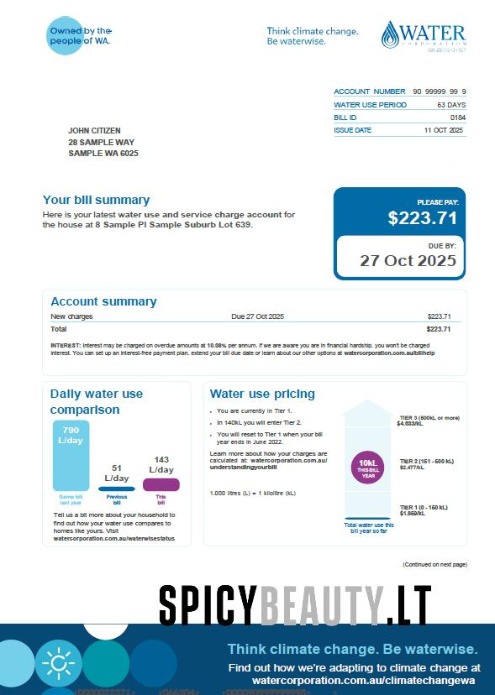 Owned by the
people of WA.
Think climate change.
Be waterwise.
WATER
CORPORATION
ACCOUNT NUMBER 90 99999 99 9
WATER USE PERIOD 63 DAYS
BILL ID 0184
ISSUE DATE 11 OCT 2025
JOHN CITIZEN
28 SAMPLE WAY
SAMPLE WA 6025
Your bill summary
Here is your latest water use and service charge account for
the house at 8 Sample Pl Sample Suburb Lot 639.
PLEASE PAY:
$223.71
DUE BY:
27 Oct 2025
Account summary
New charges Due 27 Oct 2025 $223.71
Total $223.71
INTEREST: Interest may be charged on overdue amounts at 10.08% per annum. If we are aware you are in financial hardship, you won't be charged
interest. You can set up an interest-free payment plan, extend your bill due date or learn about our other options at watercorporation.com.au/billhelp
Daily water use
comparison
790
L/day
51
L/day
143
L/day
Same bill
last year
Previous
bill
This
bill
Tell us a bit more about your household to
find out how your water use compares to
homes like yours. Visit
watercorporation.com.au/waterwisestatus
Water use pricing
• You are currently in Tier 1.
• In 140kL you will enter Tier 2.
• You will reset to Tier 1 when your bill
year ends in June 2022.
Learn more about how your charges are
calculated at: watercorporation.com.au/
understandingyourbill
1,000 litres (L) = 1 kilolitre (kL)
TIER 3 (500kL or more)
$4.633/kL
10kL
THIS BILL
YEAR
TIER 2 (151 - 500 kL)
$2.477/kL
TIER 1 (0 - 150 kL)
$1.859/kL
Total water use this
bill year so far
(Continued on next page)
SPICYBEAUTY.LT
Think climate change. Be waterwise.
Find out how we're adapting to climate change at
watercorporation.com.au/climatechangewa